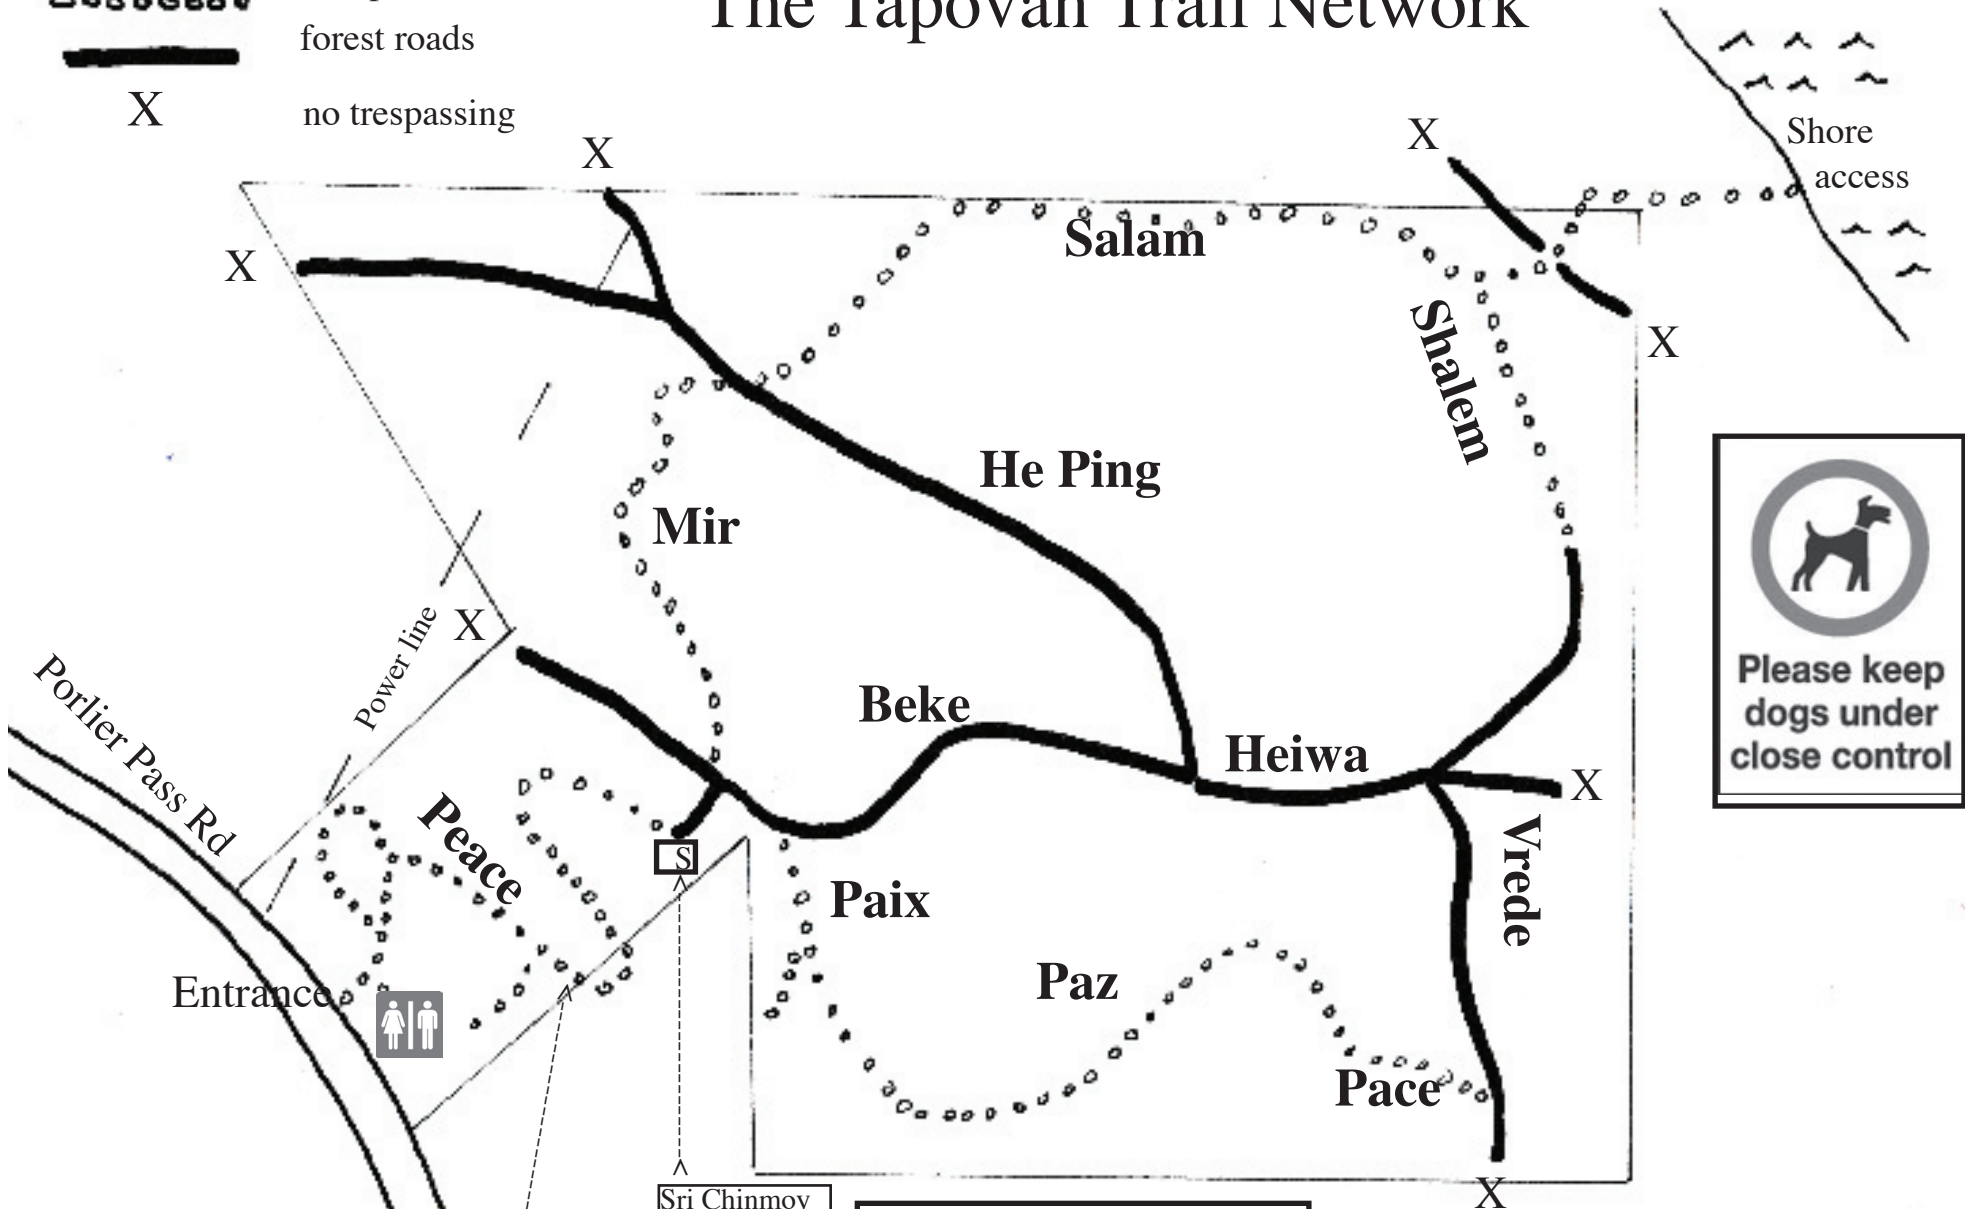 The Tapovan Trail Network
forest roads
X
no trespassing
X
X
Shore
access
Salam
X
Shalem
X
He Ping
Mir
X
Power line
Porlier Pass Rd
Beke
Heiwa
X
Peace
Vrede
S
Paix
Paz
Entrance
Pace
X
Sri Chinmoy
Please keep
dogs under
close control